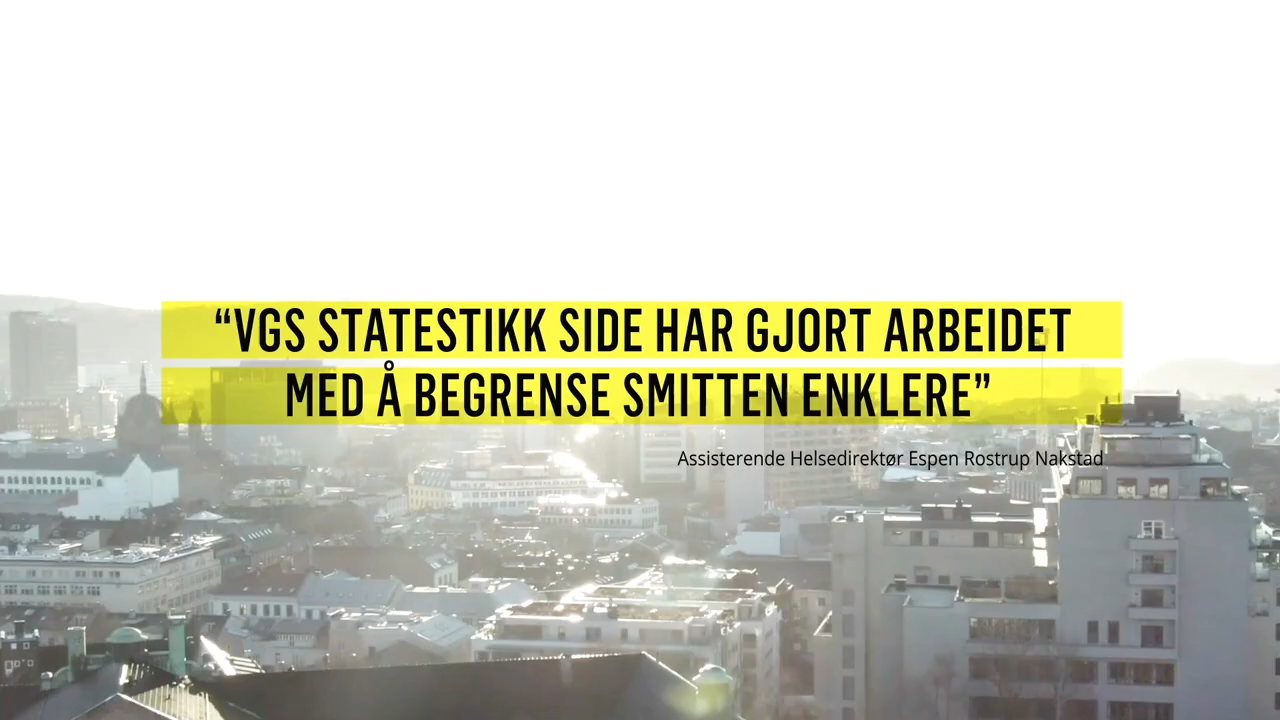 “VGS STATESTIKK SIDE HAR GJORT ARBEIDET
MED Å BEGRENSE SMITTEN ENKLERE”
Assisterende Helsedirektør Espen Rostrup Nakstad